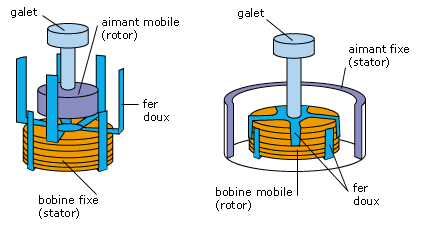 galet
aimant mobile
(rotor)
fer
doux
bobine fixe
(stator)
galet
aimant fixe
(stator)
bobine mobile
(rotor)
fer
doux